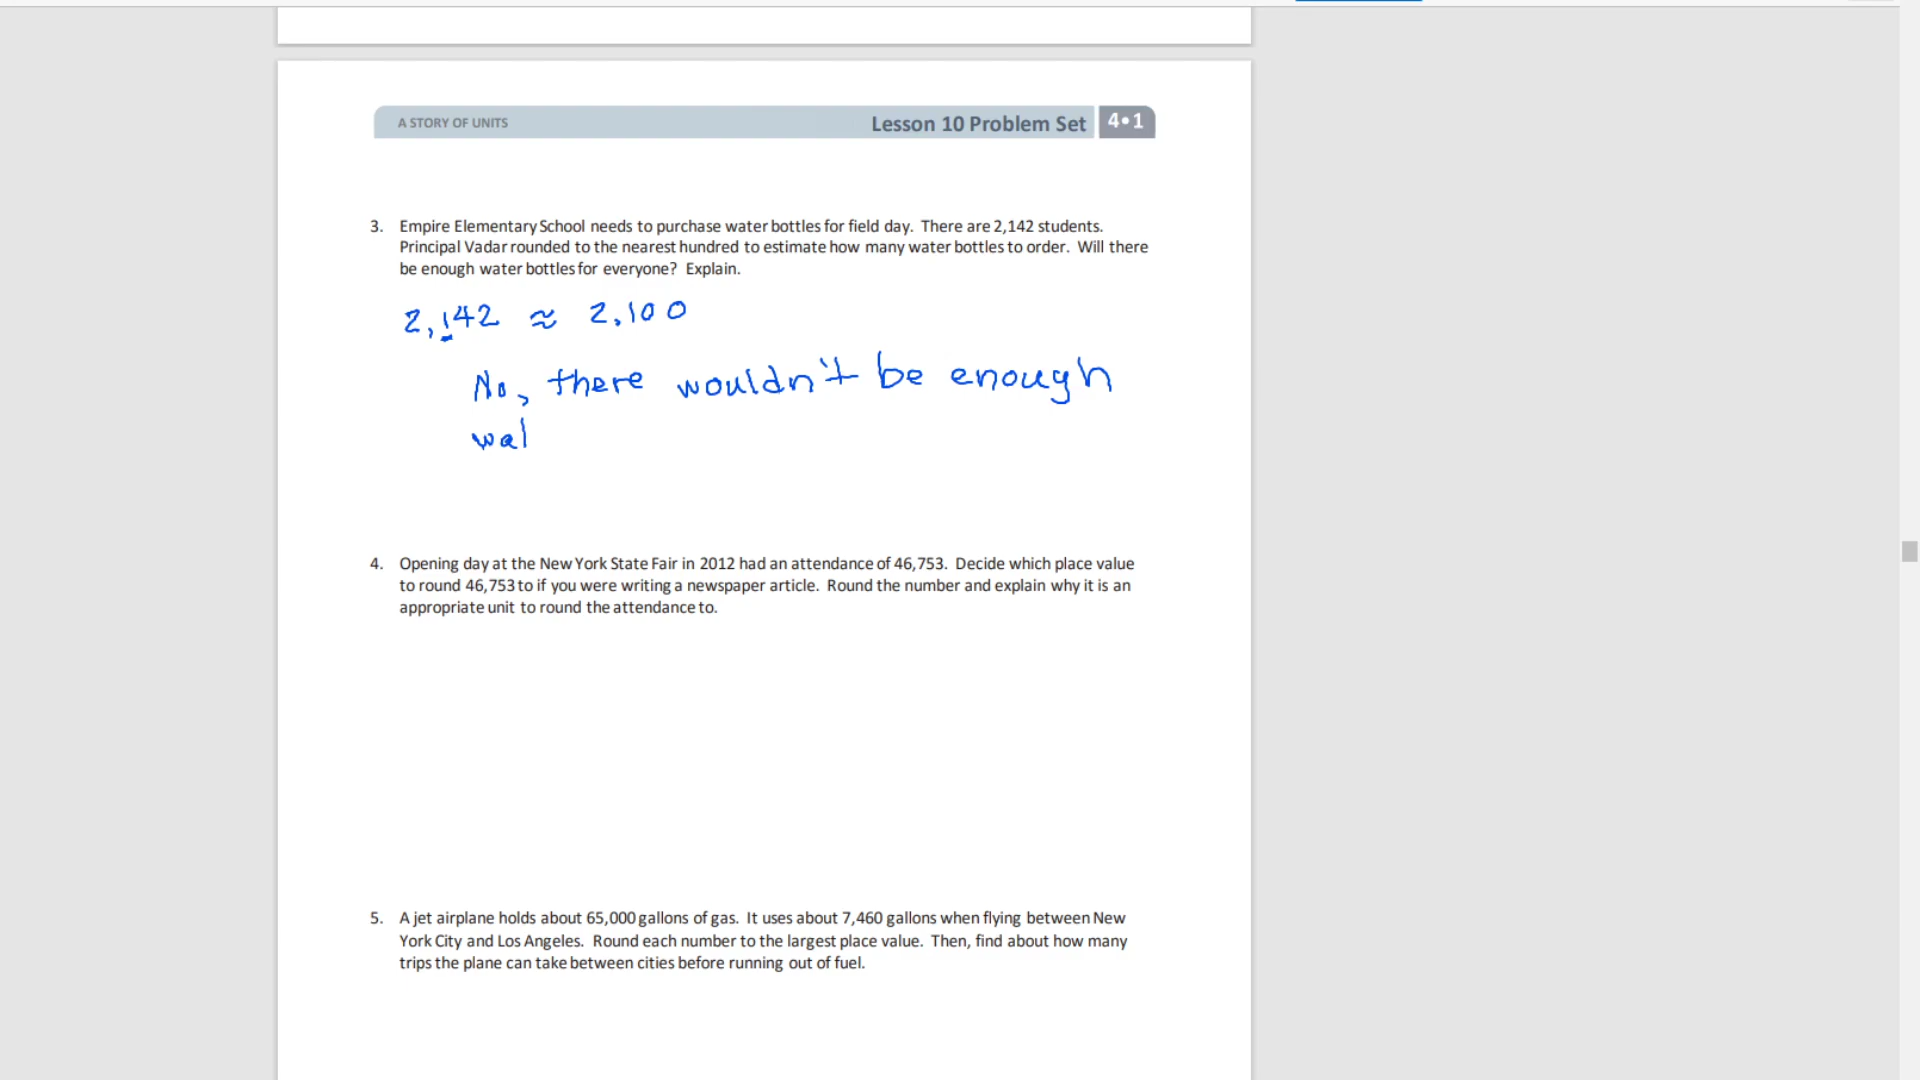 A STORY OF UNITS
Lesson 10 Problem Set 4•1
3. Empire Elementary School needs to purchase water bottles for field day. There are 2,142 students.
Principal Vadar rounded to the nearest hundred to estimate how many water bottles to order. Will there
be enough water bottles for everyone? Explain.
2,142 ≈ 2,100
No, there wouldn't be enough
wal
4. Opening day at the New York State Fair in 2012 had an attendance of 46,753. Decide which place value
to round 46,753 to if you were writing a newspaper article. Round the number and explain why it is an
appropriate unit to round the attendance to.
5. A jet airplane holds about 65,000 gallons of gas. It uses about 7,460 gallons when flying between New
York City and Los Angeles. Round each number to the largest place value. Then, find about how many
trips the plane can take between cities before running out of fuel.